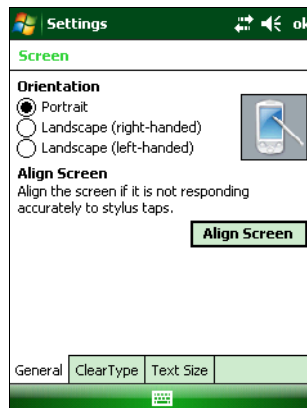 Settings
ok
Screen
Orientation
Portrait
Landscape (right-handed)
Landscape (left-handed)
Align Screen
Align the screen if it is not responding
accurately to stylus taps.
Align Screen
General ClearType Text Size